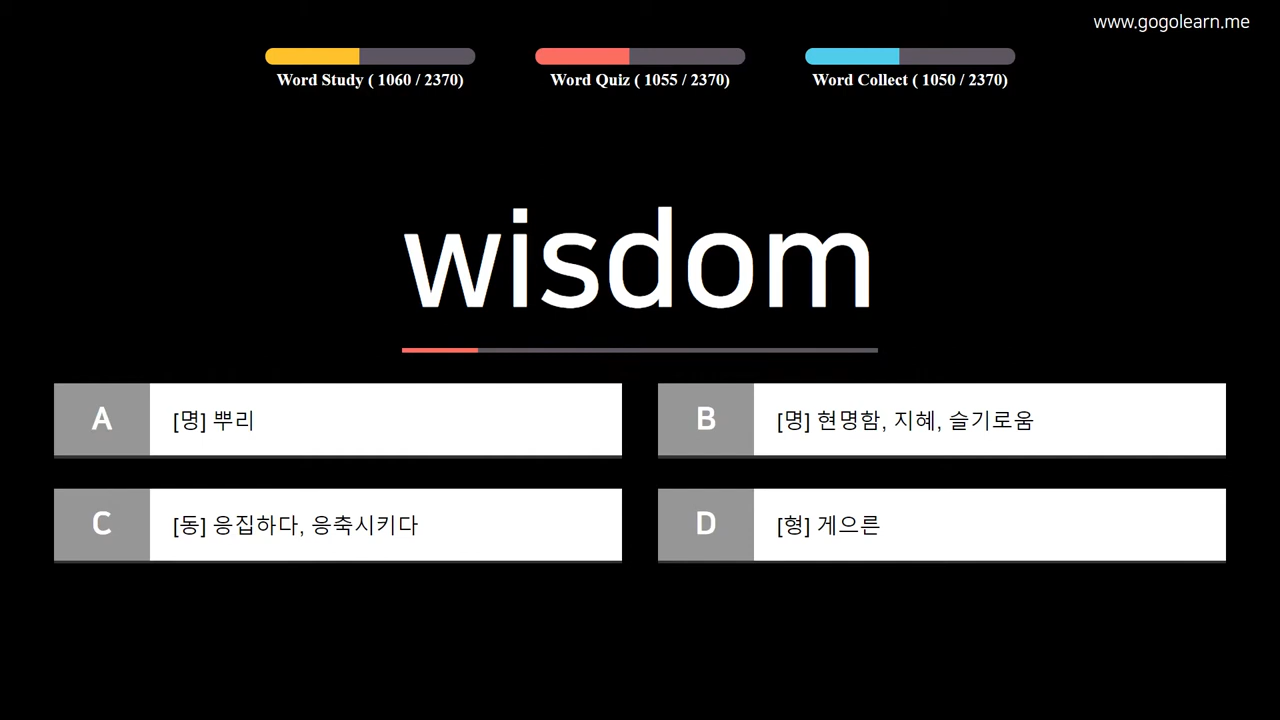 www.gogolearn.me
Word Study ( 1060 / 2370) Word Quiz ( 1055 / 2370) Word Collect ( 1050 / 2370)
wisdom
A [명] 뿌리
B [명] 현명함, 지혜, 슬기로움
C [동] 응집하다, 응축시키다
D [형] 게으른